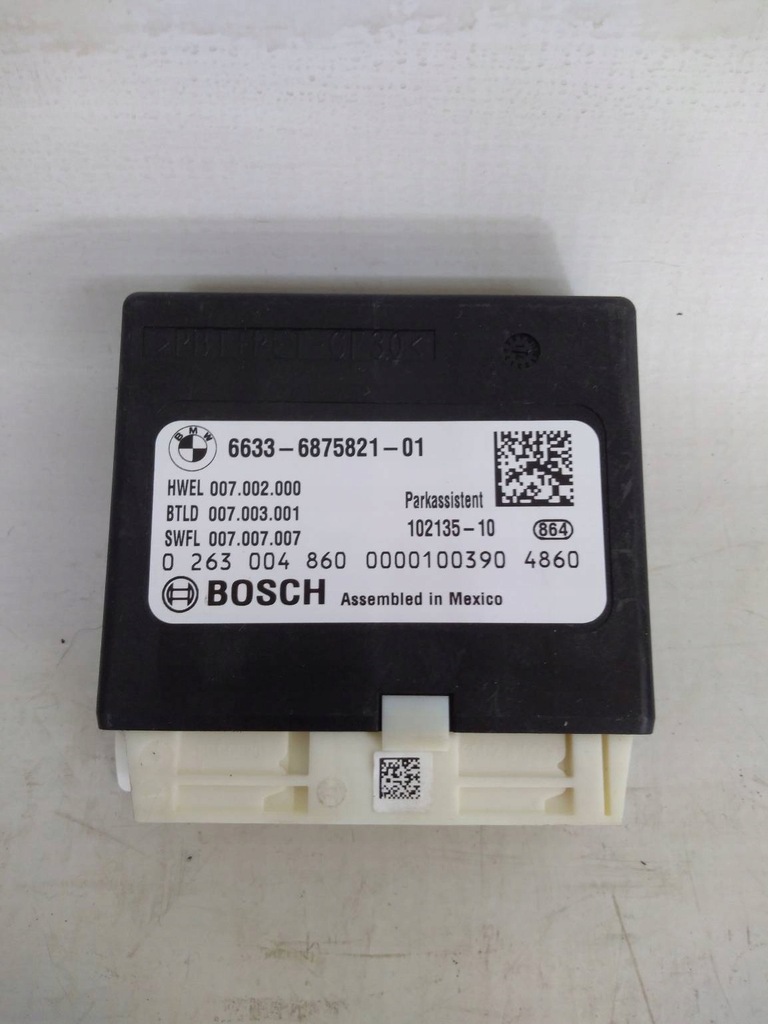 BMW
6633-6875821-01
HWEL 007.002.000
BTLD 007.003.001
SWFL 007.007.007
Parkassistent
102135-10 864
0 263 004 860 0000100390 4860
BOSCH Assembled in Mexico